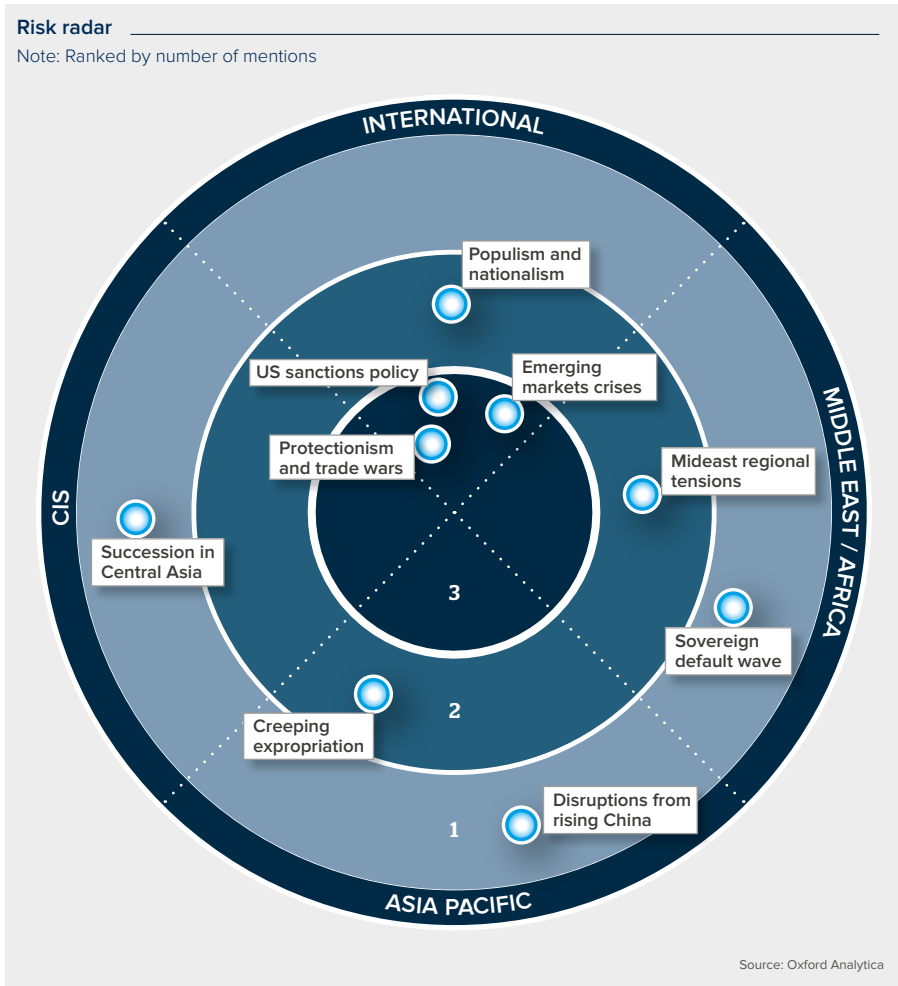 Risk radar
Note: Ranked by number of mentions
INTERNATIONAL
Populism and
nationalism
US sanctions policy
Emerging
markets crises
Protectionism
and trade wars
Mideast regional
tensions
MIDDLE EAST / AFRICA
CIS
Succession in
Central Asia
3
Sovereign
default wave
2
Creeping
expropriation
Disruptions from
rising China
1
ASIA PACIFIC
Source: Oxford Analytica